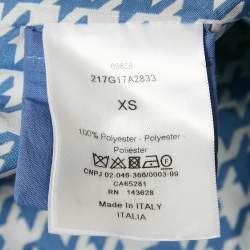 69828
217G17A2833
XS
100% Polyester - Polyester
Poliéster
CNPJ 02.046-366/0003-99
CA65281
RN 143628
Made In ITALY
ITALIA